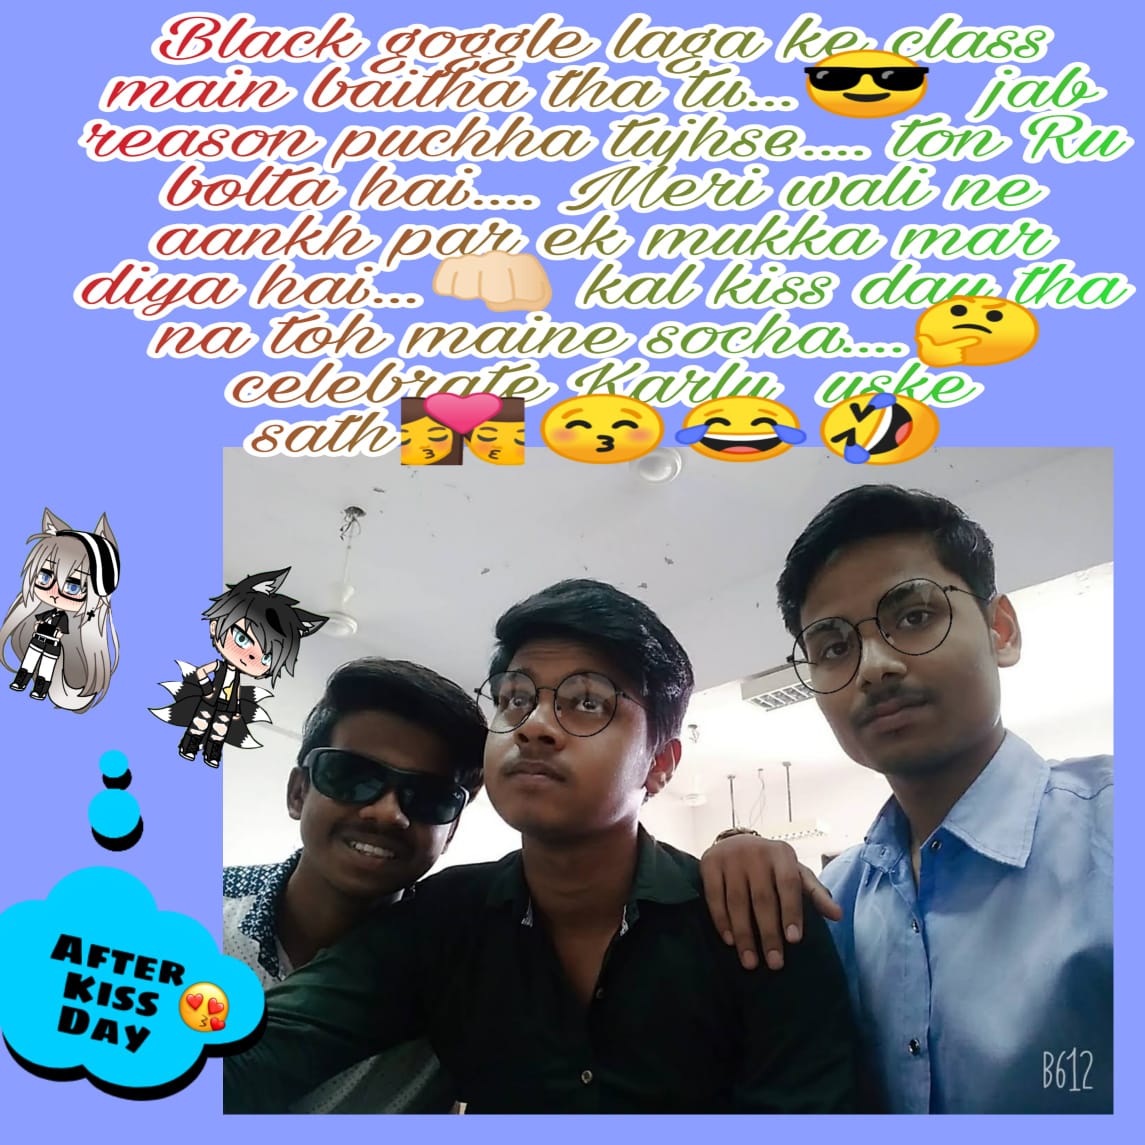 Black goggle laga ke class
main baitha tha tu...😎 jab
reason puchha tujhse.... ton Ru
bolta hai.... Meri wali ne
aankh par ek mukka mar
diya hai...👊🏻 kal kiss day tha
na toh maine socha....🤔
celebrate Karlu uske
sath👩‍❤️‍💋‍👩😚😂🤣
AFTER
KISS
DAY 😍
B612